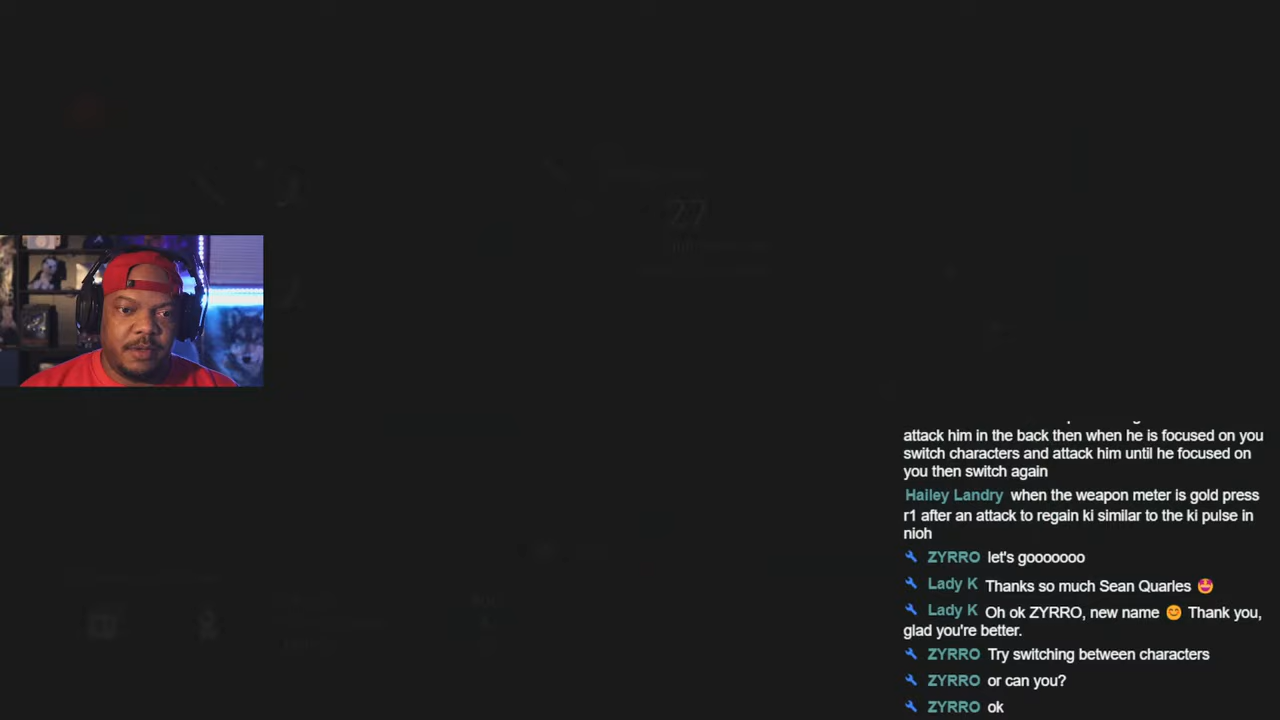 27
attack him in the back then when he is focused on you
switch characters and attack him until he focused on
you then switch again
Hailey Landry when the weapon meter is gold press
r1 after an attack to regain ki similar to the ki pulse in
nioh
ZYRRO let's gooooooo
Lady K Thanks so much Sean Quarles 🤩
Lady K Oh ok ZYRRO, new name 😊 Thank you,
glad you're better.
ZYRRO Try switching between characters
ZYRRO or can you?
ZYRRO ok